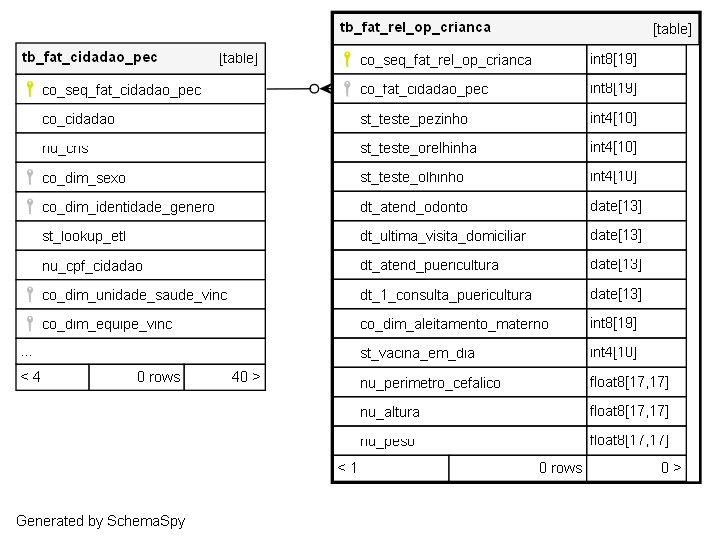 tb_fat_cidadao_pec [table]
co_seq_fat_cidadao_pec
co_cidadao
nu_cns
co_dim_sexo
co_dim_identidade_genero
st_lookup_etl
nu_cpf_cidadao
co_dim_unidade_saude_vinc
co_dim_equipe_vinc
...
< 4 0 rows 40 >
tb_fat_rel_op_crianca [table]
co_seq_fat_rel_op_crianca int8[19]
co_fat_cidadao_pec int8[19]
st_teste_pezinho int4[10]
st_teste_orelhinha int4[10]
st_teste_olhinho int4[10]
dt_atend_odonto date[13]
dt_ultima_visita_domiciliar date[13]
dt_atend_puericultura date[13]
dt_1_consulta_puericultura date[13]
co_dim_aleitamento_materno int8[19]
st_vacina_em_dia int4[10]
nu_perimetro_cefalico float8[17,17]
nu_altura float8[17,17]
nu_peso float8[17,17]
< 1 0 rows 0 >
Generated by SchemaSpy